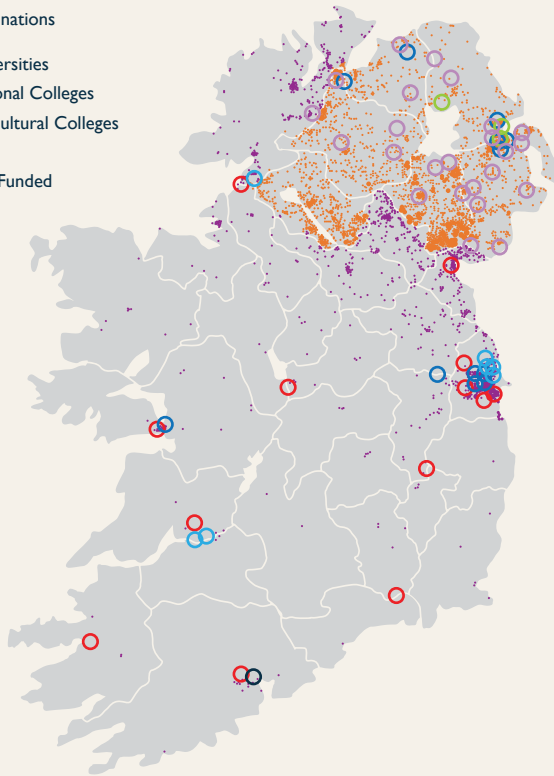 nations
ersities
onal Colleges
ultural Colleges
Funded